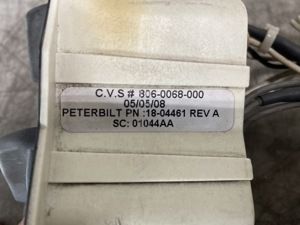 C.V.S # 806-0068-000
05/05/08
PETERBILT PN :18-04461 REV A
SC: 01044AA